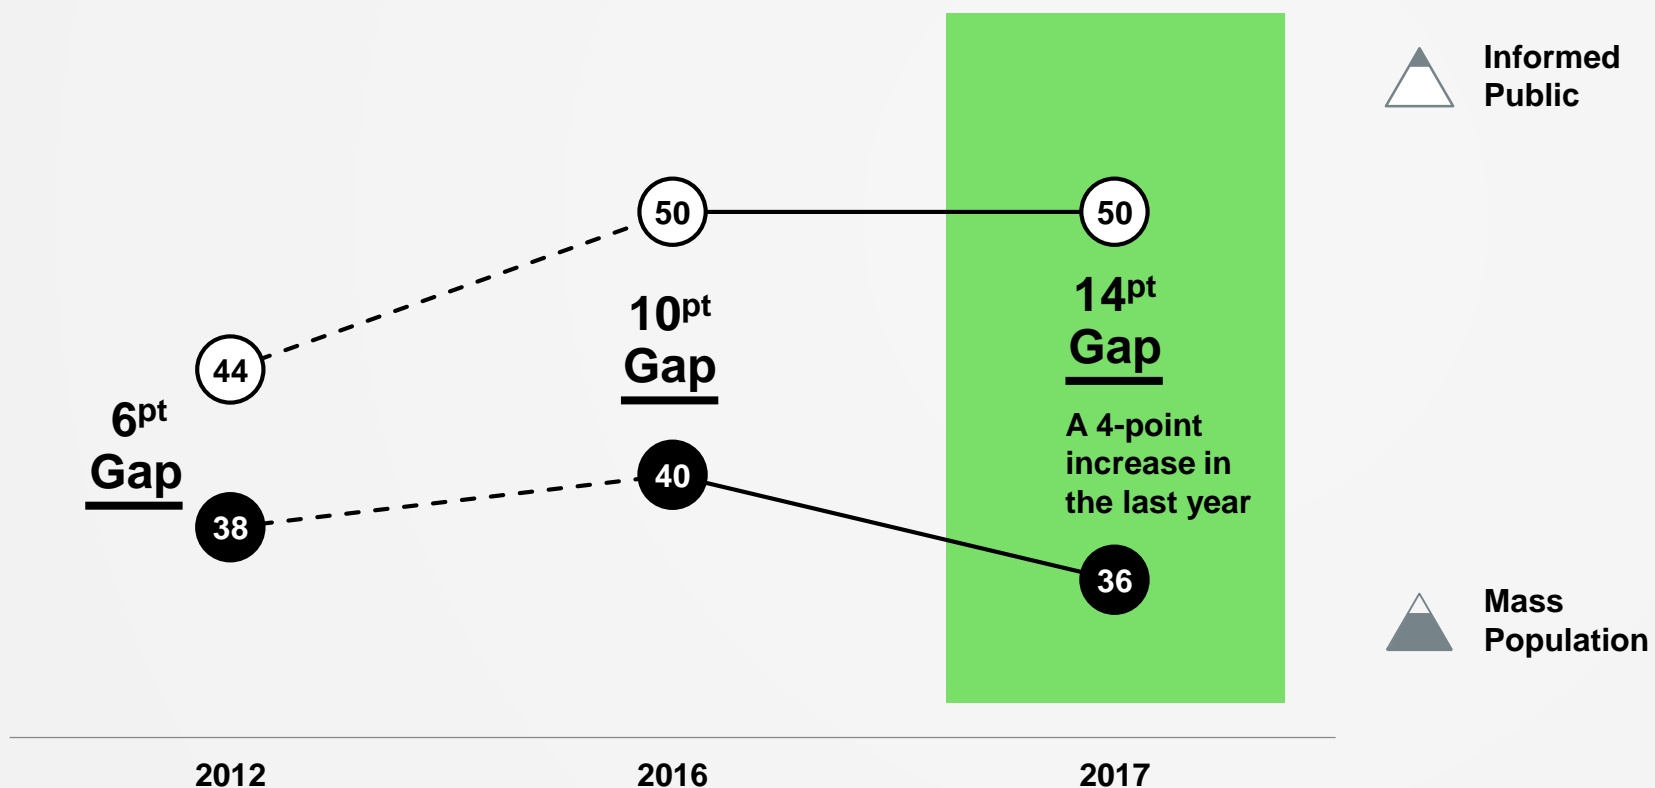 Informed
Public
50
50
44
6pt
Gap
10pt
Gap
14pt
Gap
A 4-point
increase in
the last year
38
40
36
Mass
Population
2012
2016
2017